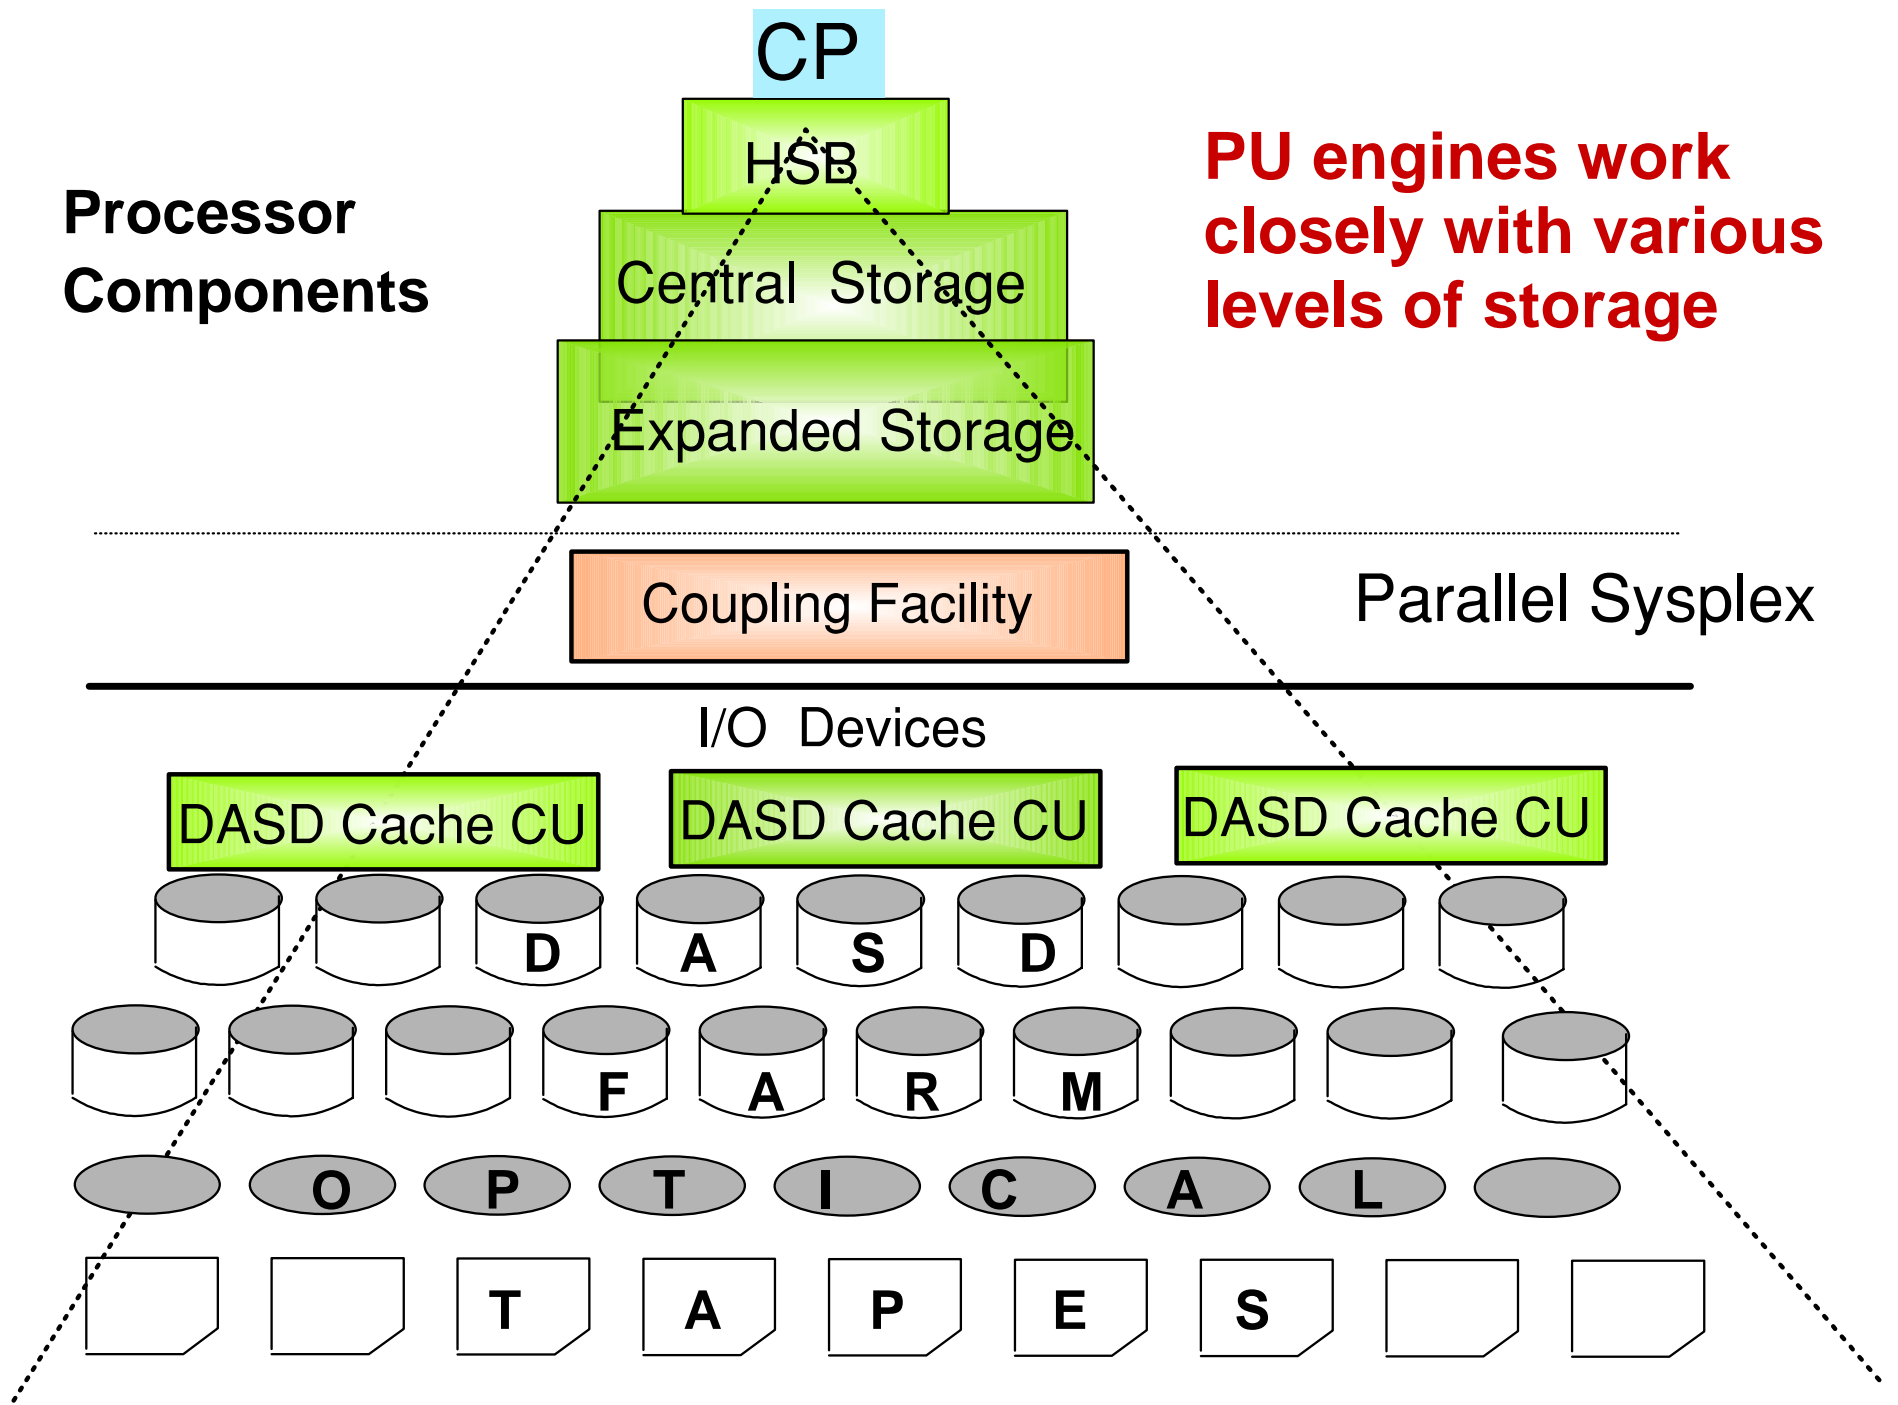 CP
HSB
Processor
Components
PU engines work
closely with various
levels of storage
Central Storage
Expanded Storage
Coupling Facility
Parallel Sysplex
I/O Devices
DASD Cache CU
DASD Cache CU
DASD Cache CU
D A S D
F A R M
O P T I C A L
T A P E S